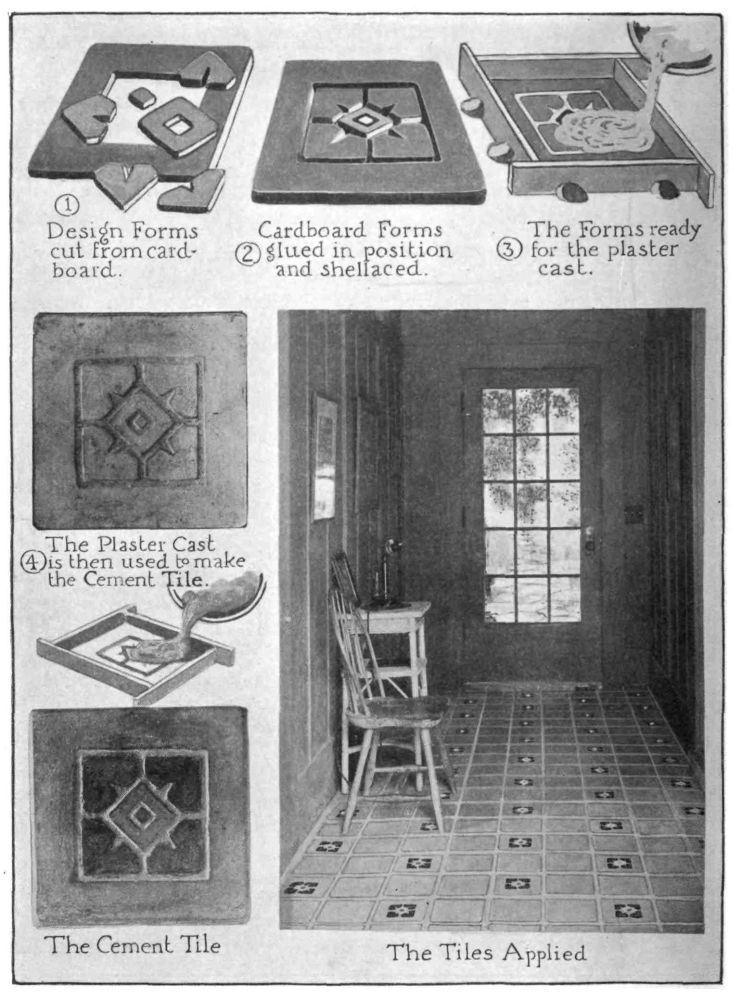 ①
Design Forms
cut from card-
board.
Cardboard Forms
② glued in position
and shellaced.
The Forms ready
③ for the plaster
cast.
The Plaster Cast
④ is then used to make
the Cement Tile.
The Cement Tile
The Tiles Applied